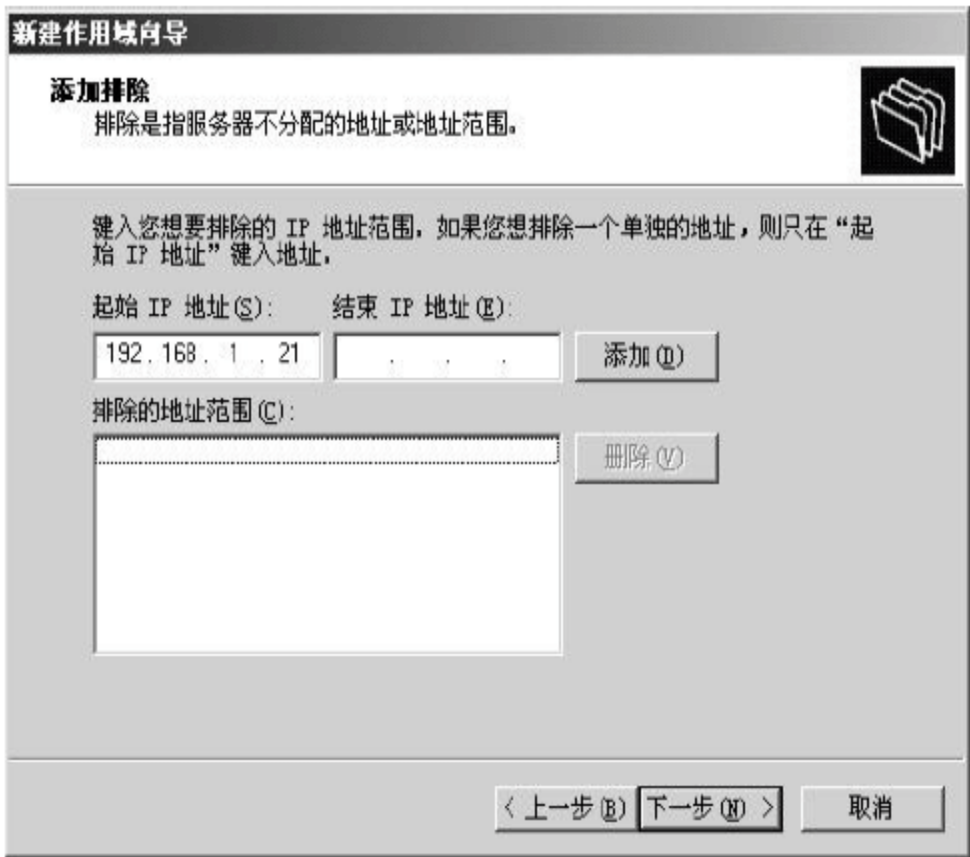 新建作用域向导
添加排除
排除是指服务器不分配的地址或地址范围。
键入您想要排除的 IP 地址范围。如果您想排除一个单独的地址，则只在“起
始 IP 地址”键入地址。
起始 IP 地址(S): 结束 IP 地址(E):
192.168. 1 . 21 . . . 添加(D)
排除的地址范围(C):
删除(V)
< 上一步(B) 下一步(N) > 取消